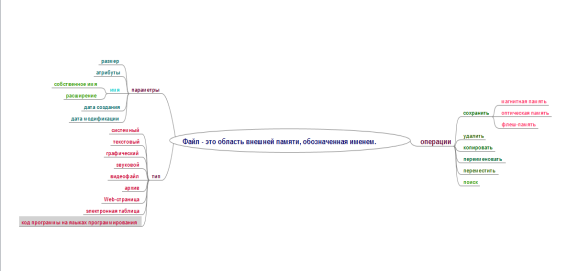 размер
атрибуты
собственное имя
имя
расширение
параметры
дата создания
дата модификации
системный
текстовый
графический
звуковой
видеофайл
тип
архив
Web-страница
электронная таблица
код программы на языках программирования
Файл - это область внешней памяти, обозначенная именем.
операции
сохранить
магнитная память
оптическая память
флэш-память
удалить
копировать
переименовать
переместить
поиск